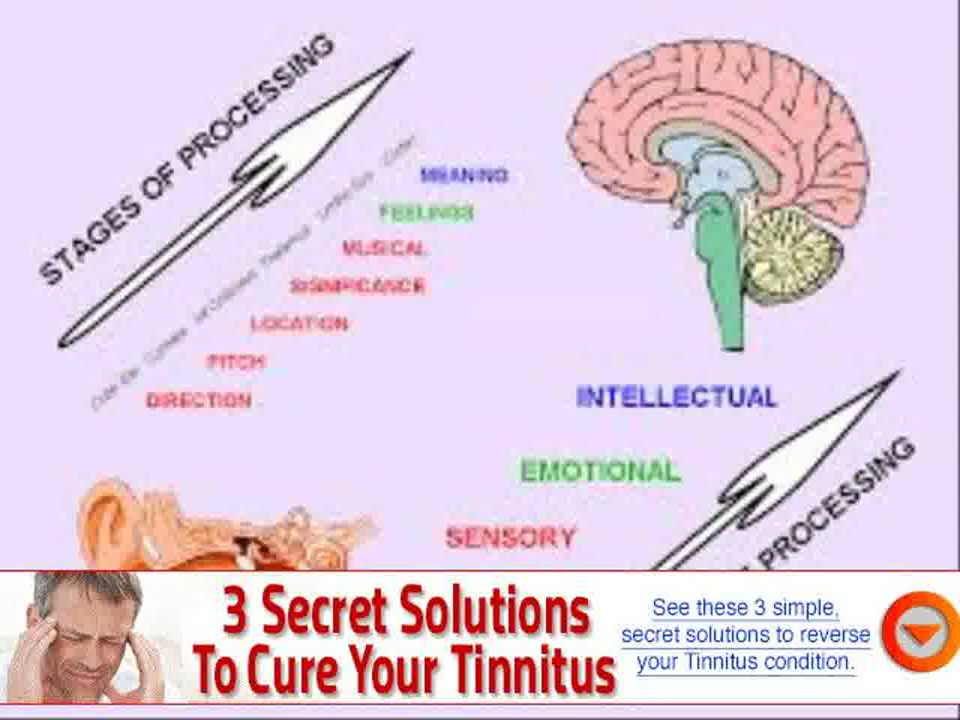 STAGES OF PROCESSING
MEANING
FEELINGS
MUSICAL
SIGNIFICANCE
LOCATION
PITCH
DIRECTION
INTELLECTUAL
EMOTIONAL
SENSORY
PROCESSING
3 Secret Solutions
To Cure Your Tinnitus
See these 3 simple,
secret solutions to reverse
your Tinnitus condition.